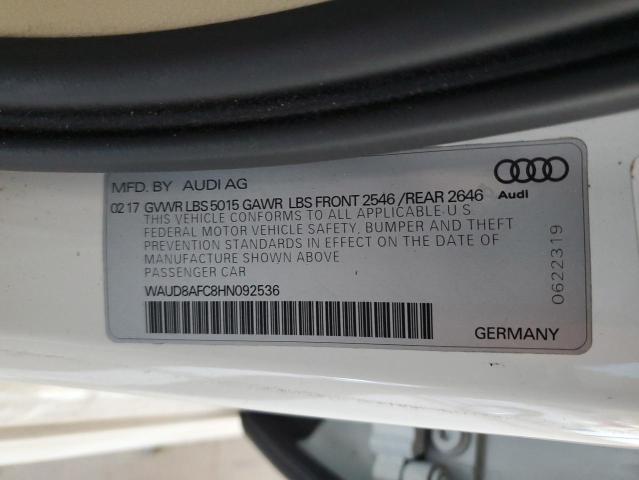 MFD. BY AUDI AG
Audi
02 17 GVWR LBS 5015 GAWR LBS FRONT 2546 /REAR 2646
THIS VEHICLE CONFORMS TO ALL APPLICABLE U S
FEDERAL MOTOR VEHICLE SAFETY, BUMPER AND THEFT
PREVENTION STANDARDS IN EFFECT ON THE DATE OF
MANUFACTURE SHOWN ABOVE
PASSENGER CAR
WAUD8AFC8HN092536
GERMANY
0622319